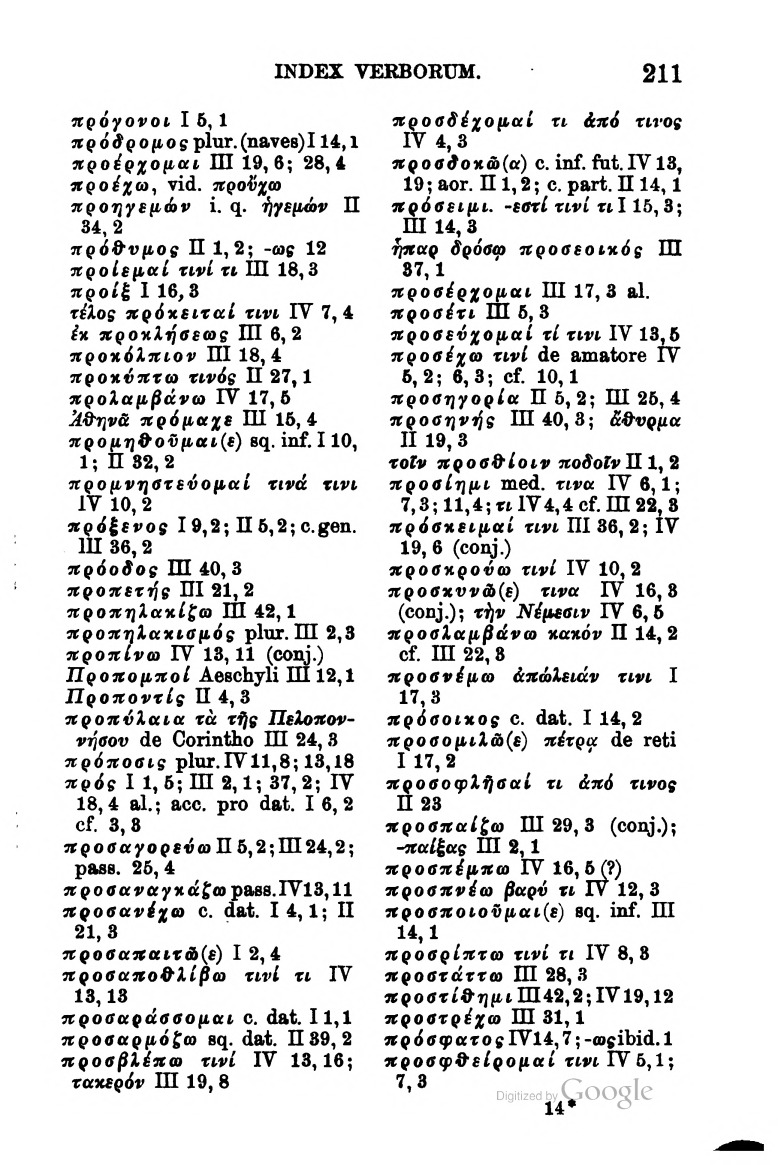 INDEX VERBORUM. 211
πρόγονοι I 5, 1
πρόδρομος plur. (naves) I 14, 1
προέρχομαι III 19, 6; 28, 4
προέχω, vid. προὔχω
προηγεμών i. q. ἡγεμών II
34, 2
πρόθυμος II 1, 2; -ως 12
προΐεμαί τινί τι III 18, 3
προίξ I 16, 3
τέλος πρόκειταί τινι IV 7, 4
ἐκ προκλήσεως III 6, 2
προκόλπιον III 18, 4
προκύπτω τινός II 27, 1
προλαμβάνω IV 17, 5
Ἀθηνᾶ πρόμαχε III 15, 4
προμηθοῦμαι(ε) sq. inf. I 10,
1; II 32, 2
προμνηστεύομαί τινά τινι
IV 10, 2
πρόξενος I 9, 2; II 5, 2; c. gen.
III 36, 2
πρόοδος III 40, 3
προπετής III 21, 2
προπηλακίζω III 42, 1
προπηλακισμός plur. III 2, 3
προπίνω IV 13, 11 (conj.)
Προπομποί Aeschyli III 12, 1
Προποντίς II 4, 3
προπύλαια τὰ τῆς Πελοπον-
νήσου de Corintho III 24, 3
πρόποσις plur. IV 11, 8; 13, 18
πρός I 1, 5; III 2, 1; 37, 2; IV
18, 4 al.; acc. pro dat. I 6, 2
cf. 3, 3
προσαγορεύω II 5, 2; III 24, 2;
pass. 25, 4
προσαναγκάζω pass. IV 13, 11
προσανέχω c. dat. I 4, 1; II
21, 3
προσαπαιτῶ(ε) I 2, 4
προσαποθλίβω τινί τι IV
13, 13
προσαράσσομαι c. dat. I 1, 1
προσαρμόζω sq. dat. II 39, 2
προσβλέπω τινί IV 13, 16;
τακερόν III 19, 8
προσδέχομαί τι ἀπό τινος
IV 4, 3
προσδοκῶ(α) c. inf. fut. IV 13,
19; aor. II 1, 2; c. part. II 14, 1
πρόσειμι. -εστί τινί τι I 15, 3;
III 14, 3
ἧπαρ δρόσῳ προσεοικός III
37, 1
προσέρχομαι III 17, 3 al.
προσέτι III 5, 3
προσεύχομαί τί τινι IV 13, 5
προσέχω τινί de amatore IV
5, 2; 6, 3; cf. 10, 1
προσηγορία II 5, 2; III 25, 4
προσηνής III 40, 3; ἄθυρμα
II 19, 3
τοῖν προσθίοιν ποδοῖν II 1, 2
προσίημι med. τινα IV 6, 1;
7, 3; 11, 4; τι IV 4, 4 cf. III 22, 3
πρόσκειμαί τινι III 36, 2; IV
19, 6 (conj.)
προσκρούω τινί IV 10, 2
προσκυνῶ(ε) τινα IV 16, 3
(conj.); τὴν Νέμεσιν IV 6, 5
προσλαμβάνω κακόν II 14, 2
cf. III 22, 3
προσνέμω ἀπώλειάν τινι I
17, 3
πρόσοικος c. dat. I 14, 2
προσομιλῶ(ε) πέτρᾳ de reti
I 17, 2
προσοφλῆσαί τι ἀπό τινος
II 23
προσπαίζω III 29, 3 (conj.);
-παίξας III 2, 1
προσπέμπω IV 16, 5 (?)
προσπνέω βαρύ τι IV 12, 3
προσποιοῦμαι(ε) sq. inf. III
14, 1
προσρίπτω τινί τι IV 8, 3
προστάττω III 28, 3
προστίθημι III 42, 2; IV 19, 12
προστρέχω III 31, 1
πρόσφατος IV 14, 7; -ως ibid. 1
προσφθείρομαί τινι IV 5, 1;
7, 3
14*
Digitized by Google